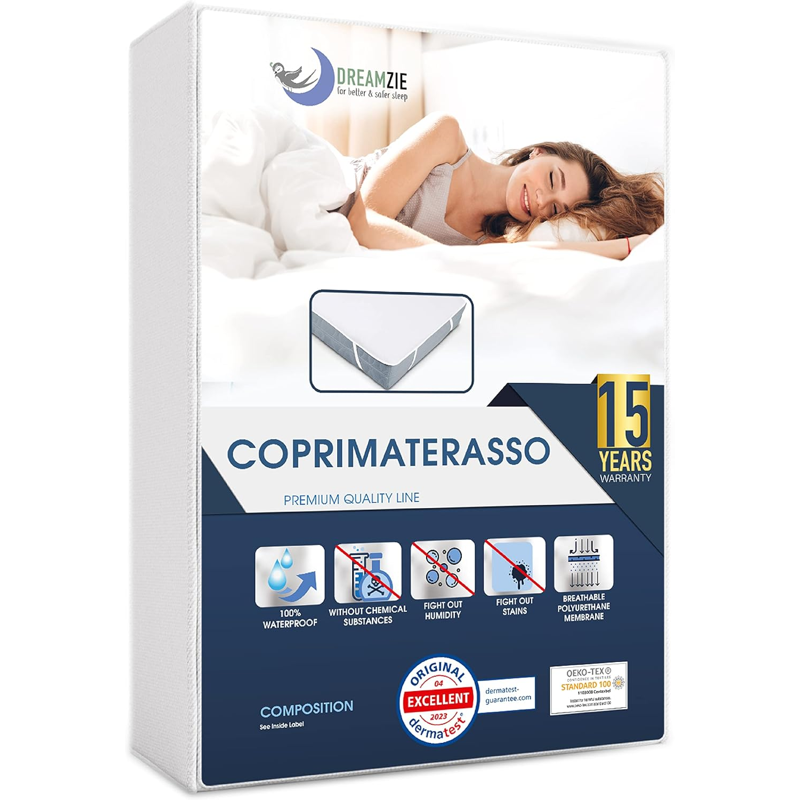 DREAMZIE
for better & safer sleep
15
YEARS
WARRANTY
COPRIMATERASSO
PREMIUM QUALITY LINE
100%
WATERPROOF
WITHOUT CHEMICAL
SUBSTANCES
FIGHT OUT
HUMIDITY
FIGHT OUT
STAINS
BREATHABLE
POLYURETHANE
MEMBRANE
COMPOSITION
See Inside Label
ORIGINAL
04
EXCELLENT
2023
dermatest®
dermatest-
guarantee.com
OEKO-TEX®
STANDARD 100